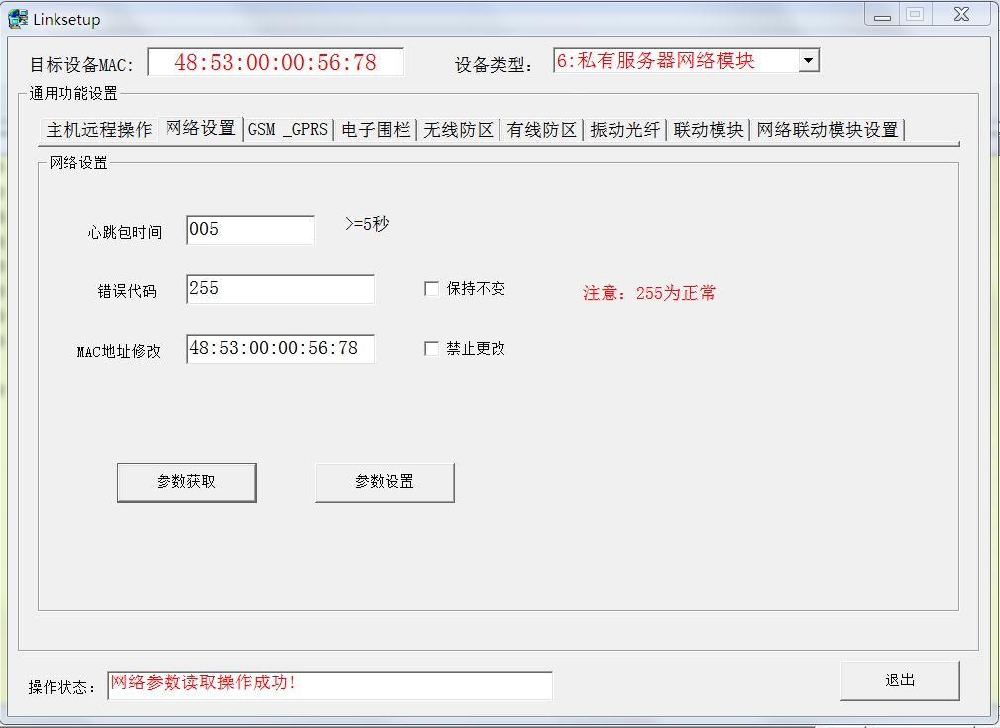 Linksetup
目标设备MAC: 48:53:00:00:56:78 设备类型: 6:私有服务器网络模块
通用功能设置
主机远程操作 网络设置 GSM _GPRS 电子围栏 无线防区 有线防区 振动光纤 联动模块 网络联动模块设置
网络设置
心跳包时间 005 >=5秒
错误代码 255 保持不变 注意: 255为正常
MAC地址修改 48:53:00:00:56:78 禁止更改
参数获取 参数设置
操作状态: 网络参数读取操作成功! 退出